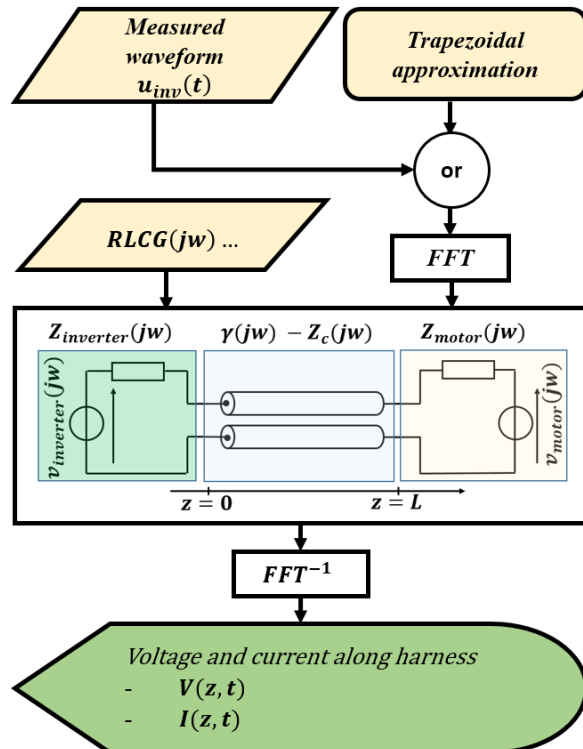 Measured
waveform
u_inv(t)
Trapezoidal
approximation
or
RLCG(jw) ...
FFT
Z_inverter(jw)
γ(jw) - Z_c(jw)
Z_motor(jw)
v_inverter(jw)
v_motor(jw)
z = 0
z = L
FFT⁻¹
Voltage and current along harness
- V(z, t)
- I(z, t)